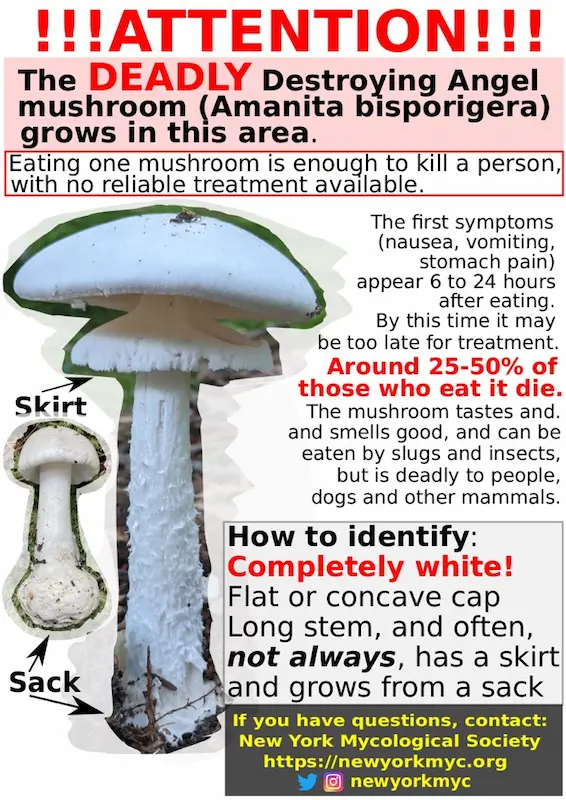 !!!ATTENTION!!!
The DEADLY Destroying Angel
mushroom (Amanita bisporigera)
grows in this area.
Eating one mushroom is enough to kill a person,
with no reliable treatment available.
The first symptoms
(nausea, vomiting,
stomach pain)
appear 6 to 24 hours
after eating.
By this time it may
be too late for treatment.
Around 25-50% of
those who eat it die.
The mushroom tastes and.
and smells good, and can be
eaten by slugs and insects,
but is deadly to people,
dogs and other mammals.
Skirt
Sack
How to identify:
Completely white!
Flat or concave cap
Long stem, and often,
not always, has a skirt
and grows from a sack
If you have questions, contact:
New York Mycological Society
https://newyorkmyc.org
newyorkmyc